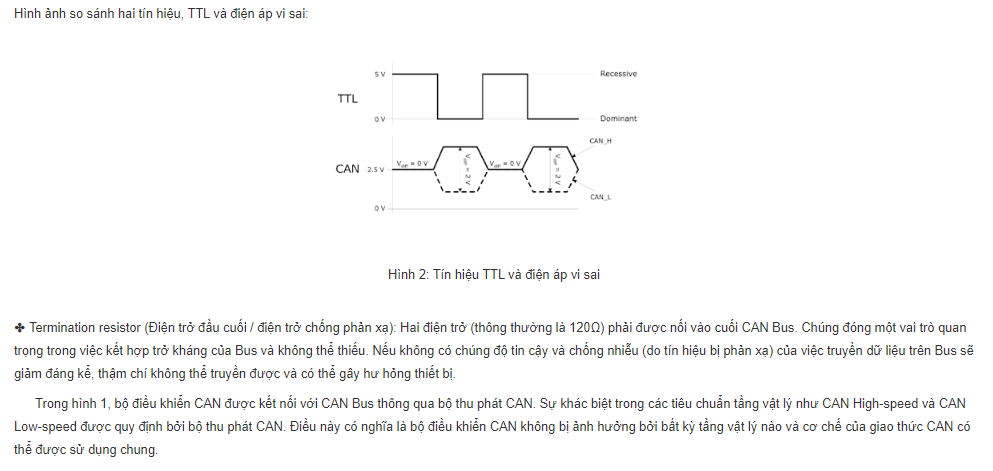 Hình ảnh so sánh hai tín hiệu, TTL và điện áp vi sai:
5 V
Recessive
TTL
0 V
Dominant
CAN_H
CAN
2.5 V
V_diff = 0 V
V_diff = 2 V
V_diff = 0 V
V_diff = 2 V
CAN_L
0 V
Hình 2: Tín hiệu TTL và điện áp vi sai
✤ Termination resistor (Điện trở đầu cuối / điện trở chống phản xạ): Hai điện trở (thông thường là 120Ω) phải được nối vào cuối CAN Bus. Chúng đóng một vai trò quan
trọng trong việc kết hợp trở kháng của Bus và không thể thiếu. Nếu không có chúng độ tin cậy và chống nhiễu (do tín hiệu bị phản xạ) của việc truyền dữ liệu trên Bus sẽ
giảm đáng kể, thậm chí không thể truyền được và có thể gây hư hỏng thiết bị.
Trong hình 1, bộ điều khiển CAN được kết nối với CAN Bus thông qua bộ thu phát CAN. Sự khác biệt trong các tiêu chuẩn tầng vật lý như CAN High-speed và CAN
Low-speed được quy định bởi bộ thu phát CAN. Điều này có nghĩa là bộ điều khiển CAN không bị ảnh hưởng bởi bất kỳ tầng vật lý nào và cơ chế của giao thức CAN có
thể được sử dụng chung.